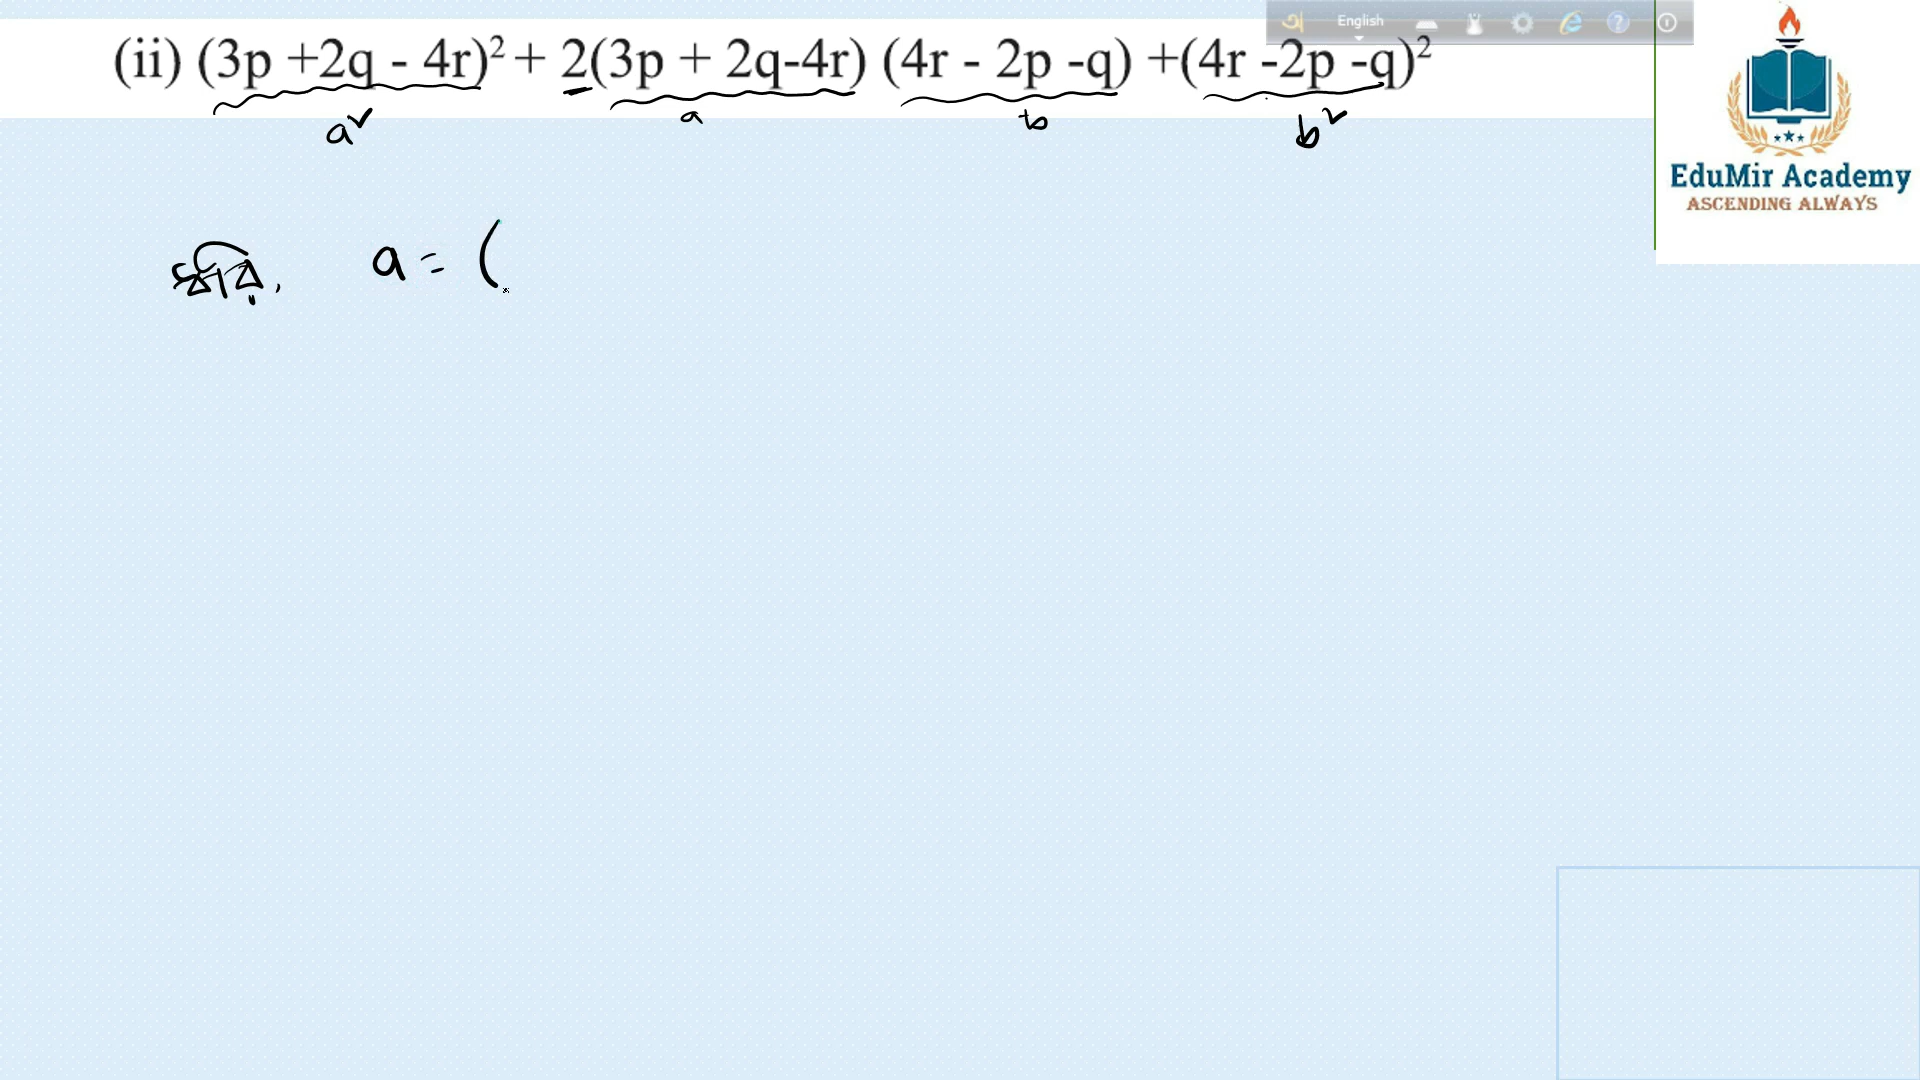 English
(ii) (3p +2q - 4r)² + 2(3p + 2q-4r) (4r - 2p -q) +(4r -2p -q)²
a² a b b²
EduMir Academy
ASCENDING ALWAYS
ধরি, a = (